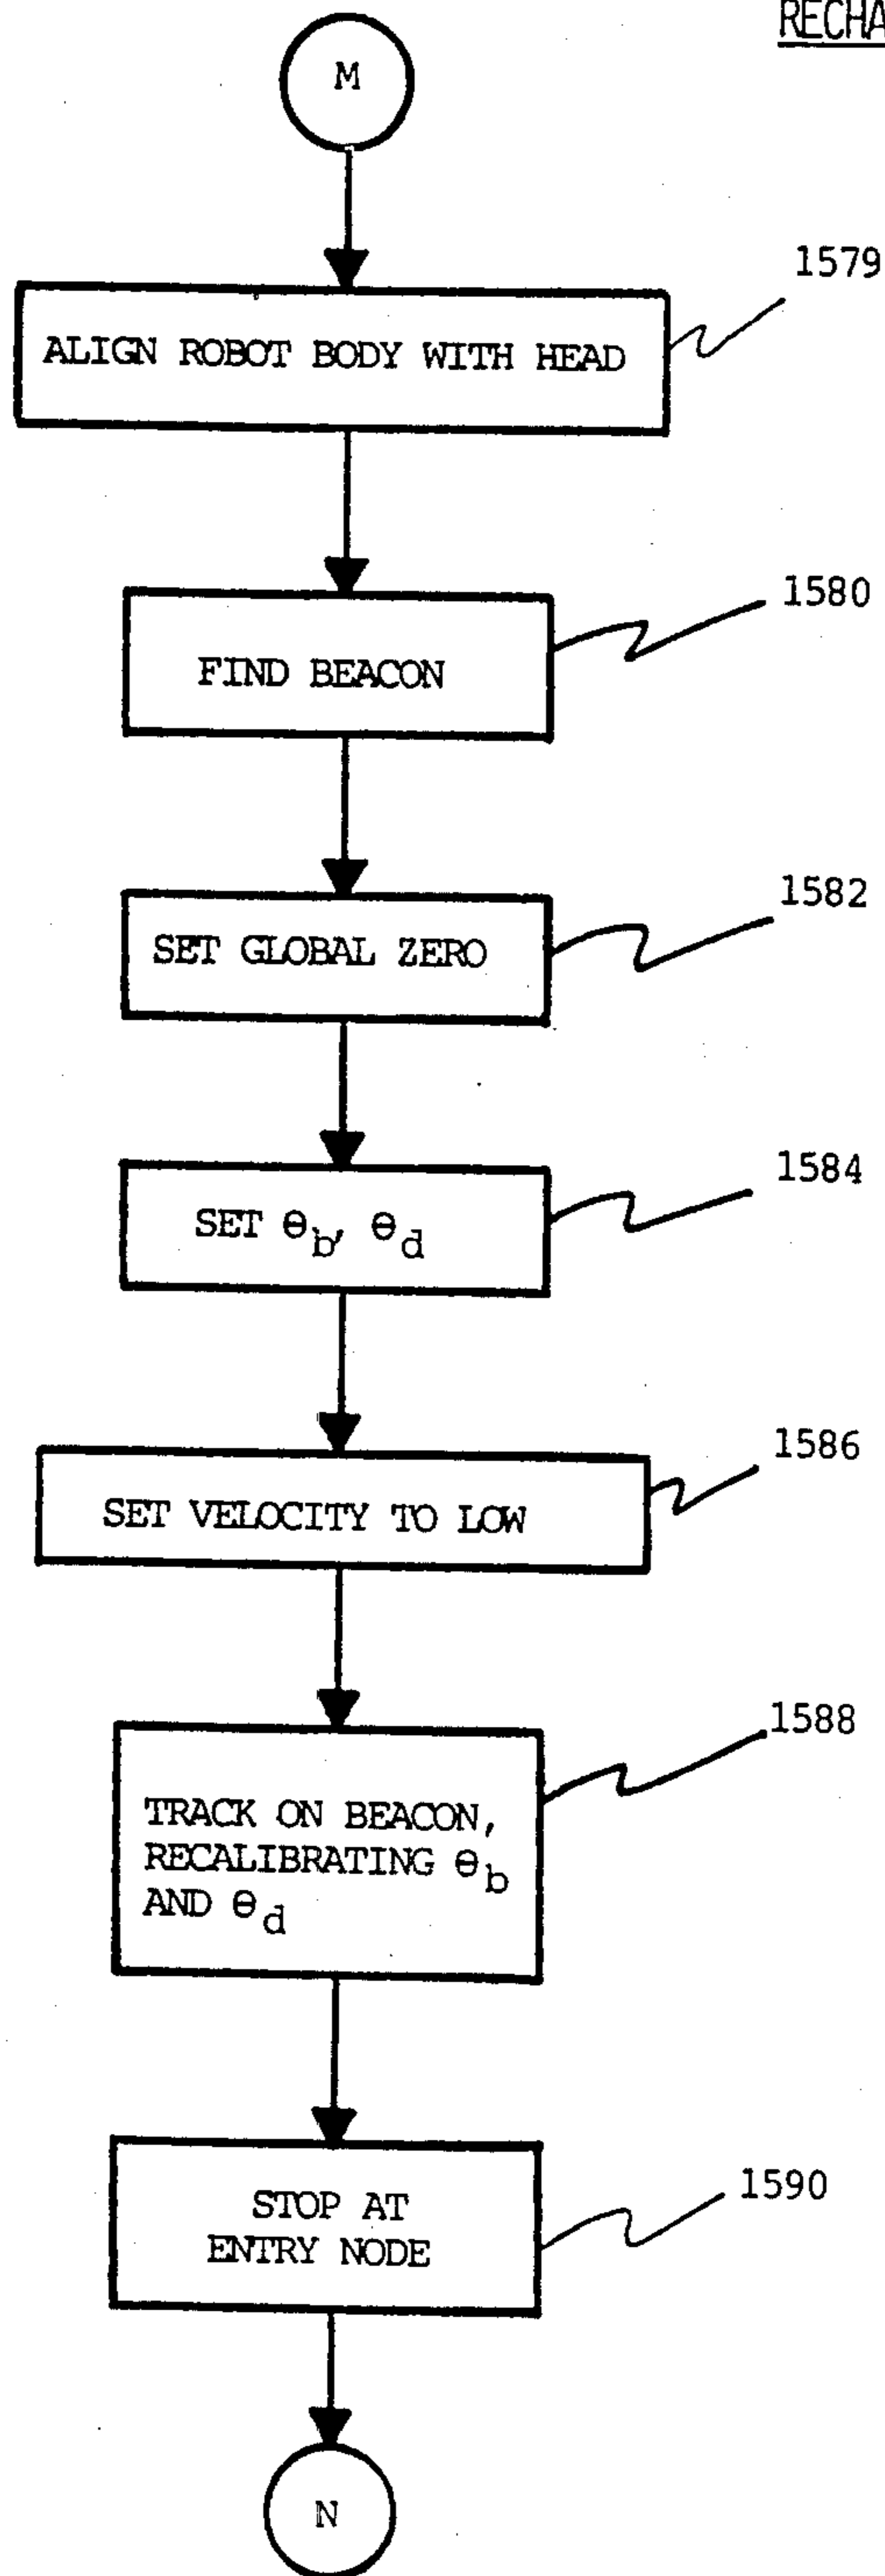 RECHA
M
1579
ALIGN ROBOT BODY WITH HEAD
1580
FIND BEACON
1582
SET GLOBAL ZERO
1584
SET θb, θd
1586
SET VELOCITY TO LOW
1588
TRACK ON BEACON,
RECALIBRATING θb
AND θd
1590
STOP AT
ENTRY NODE
N